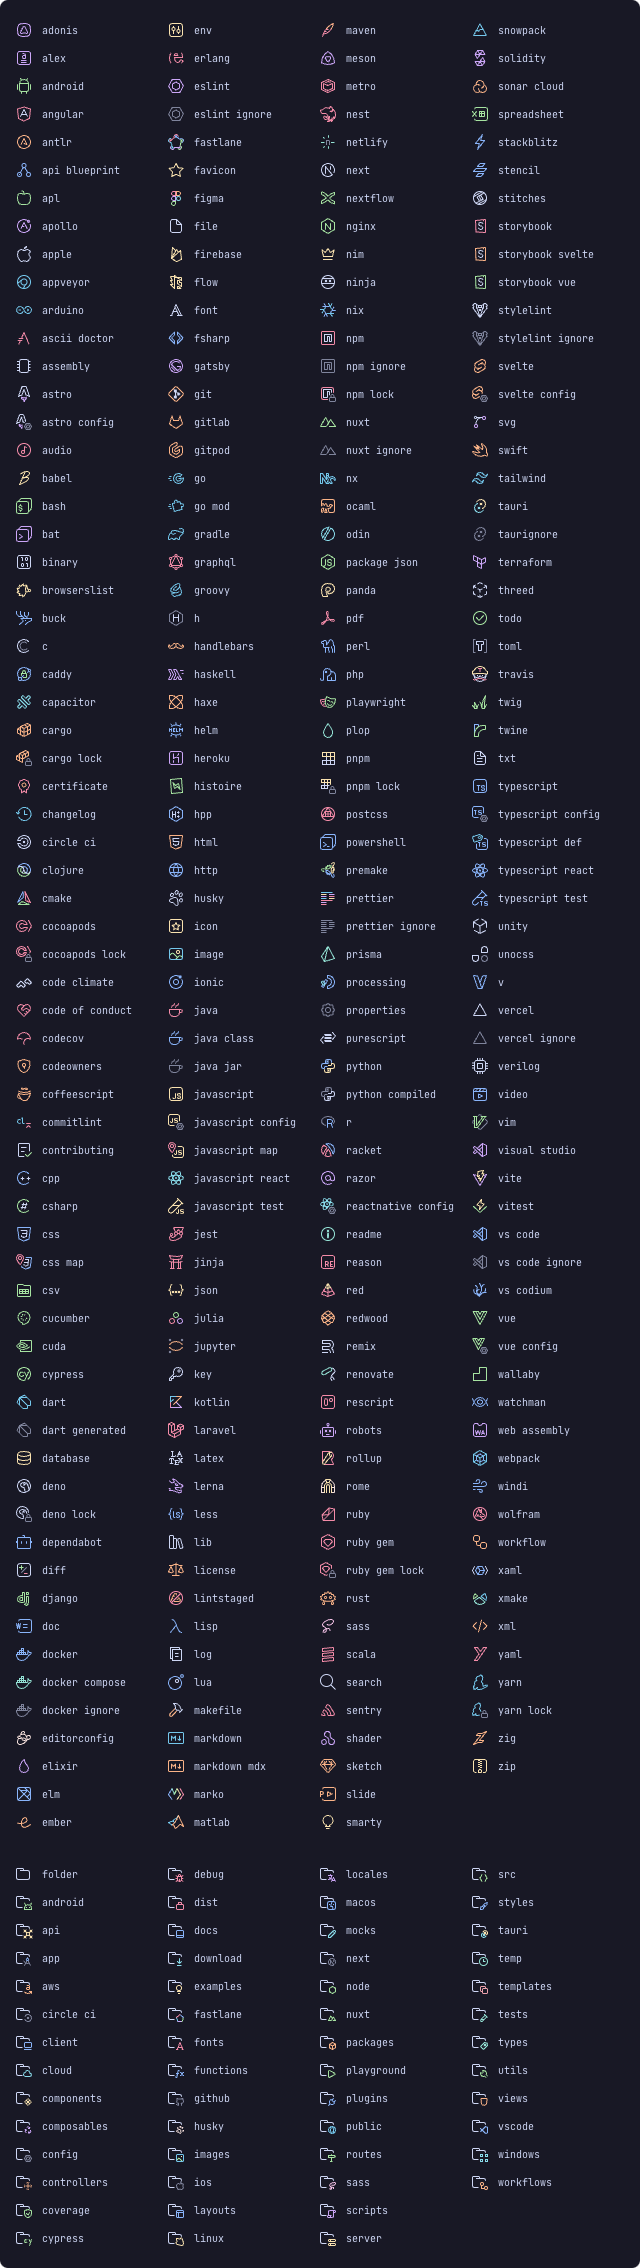 adonis
alex
android
angular
antlr
api blueprint
apl
apollo
apple
appveyor
arduino
ascii doctor
assembly
astro
astro config
audio
babel
bash
bat
binary
browserslist
buck
c
caddy
capacitor
cargo
cargo lock
certificate
changelog
circle ci
clojure
cmake
cocoapods
cocoapods lock
code climate
code of conduct
codecov
codeowners
coffeescript
commitlint
contributing
cpp
csharp
css
css map
csv
cucumber
cuda
cypress
dart
dart generated
database
deno
deno lock
dependabot
diff
django
doc
docker
docker compose
docker ignore
editorconfig
elixir
elm
ember
env
erlang
eslint
eslint ignore
fastlane
favicon
figma
file
firebase
flow
font
fsharp
gatsby
git
gitlab
gitpod
go
go mod
gradle
graphql
groovy
h
handlebars
haskell
haxe
helm
heroku
histoire
hpp
html
http
husky
icon
image
ionic
java
java class
java jar
javascript
javascript config
javascript map
javascript react
javascript test
jest
jinja
json
julia
jupyter
key
kotlin
laravel
latex
lerna
less
lib
license
lintstaged
lisp
log
lua
makefile
markdown
markdown mdx
marko
matlab
maven
meson
metro
nest
netlify
next
nextflow
nginx
nim
ninja
nix
npm
npm ignore
npm lock
nuxt
nuxt ignore
nx
ocaml
odin
package json
panda
pdf
perl
php
playwright
plop
pnpm
pnpm lock
postcss
powershell
premake
prettier
prettier ignore
prisma
processing
properties
purescript
python
python compiled
r
racket
razor
reactnative config
readme
reason
red
redwood
remix
renovate
rescript
robots
rollup
rome
ruby
ruby gem
ruby gem lock
rust
sass
scala
search
sentry
shader
sketch
slide
smarty
snowpack
solidity
sonar cloud
spreadsheet
stackblitz
stencil
stitches
storybook
storybook svelte
storybook vue
stylelint
stylelint ignore
svelte
svelte config
svg
swift
tailwind
tauri
taurignore
terraform
threed
todo
toml
travis
twig
twine
txt
typescript
typescript config
typescript def
typescript react
typescript test
unity
unocss
v
vercel
vercel ignore
verilog
video
vim
visual studio
vite
vitest
vs code
vs code ignore
vs codium
vue
vue config
wallaby
watchman
web assembly
webpack
windi
wolfram
workflow
xaml
xmake
xml
yaml
yarn
yarn lock
zig
zip
folder
android
api
app
aws
circle ci
client
cloud
components
composables
config
controllers
coverage
cypress
debug
dist
docs
download
examples
fastlane
fonts
functions
github
husky
images
ios
layouts
linux
locales
macos
mocks
next
node
nuxt
packages
playground
plugins
public
routes
sass
scripts
server
src
styles
tauri
temp
templates
tests
types
utils
views
vscode
windows
workflows